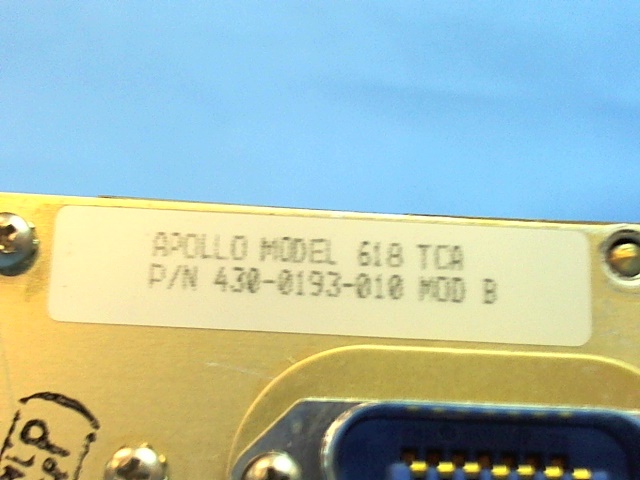 APOLLO MODEL 618 TCA
P/N 430-0193-010 MOD B